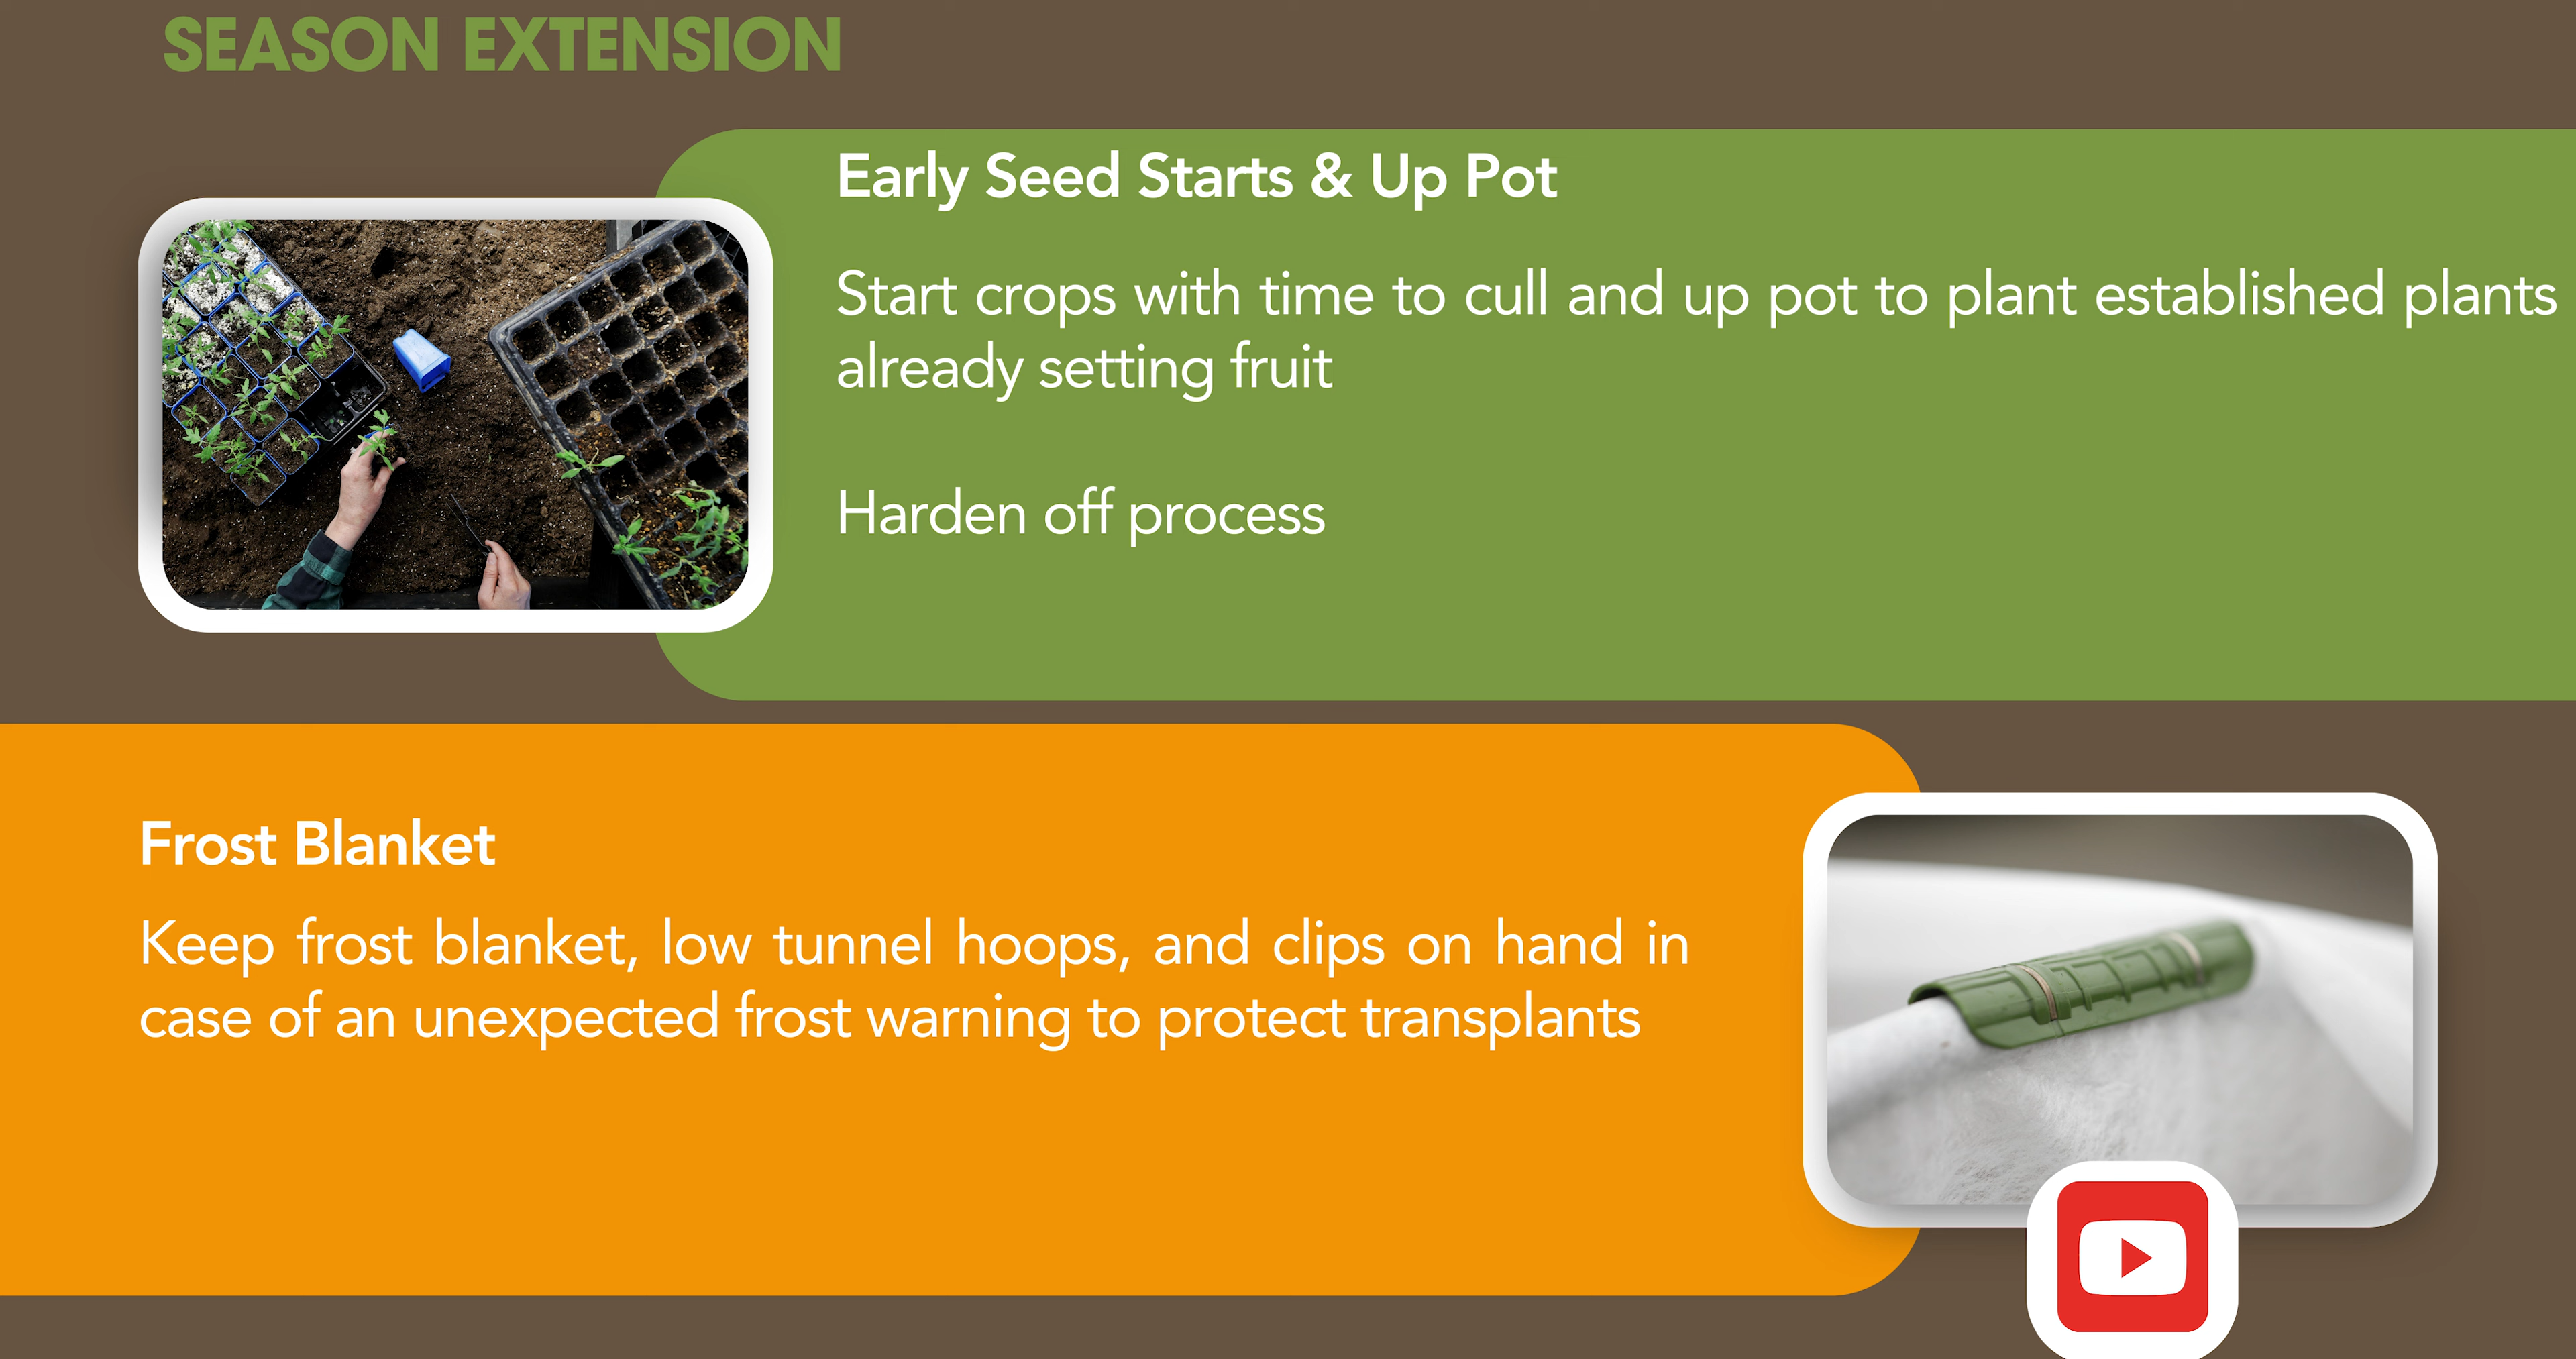 SEASON EXTENSION
Early Seed Starts & Up Pot
Start crops with time to cull and up pot to plant established plants
already setting fruit
Harden off process
Frost Blanket
Keep frost blanket, low tunnel hoops, and clips on hand in
case of an unexpected frost warning to protect transplants